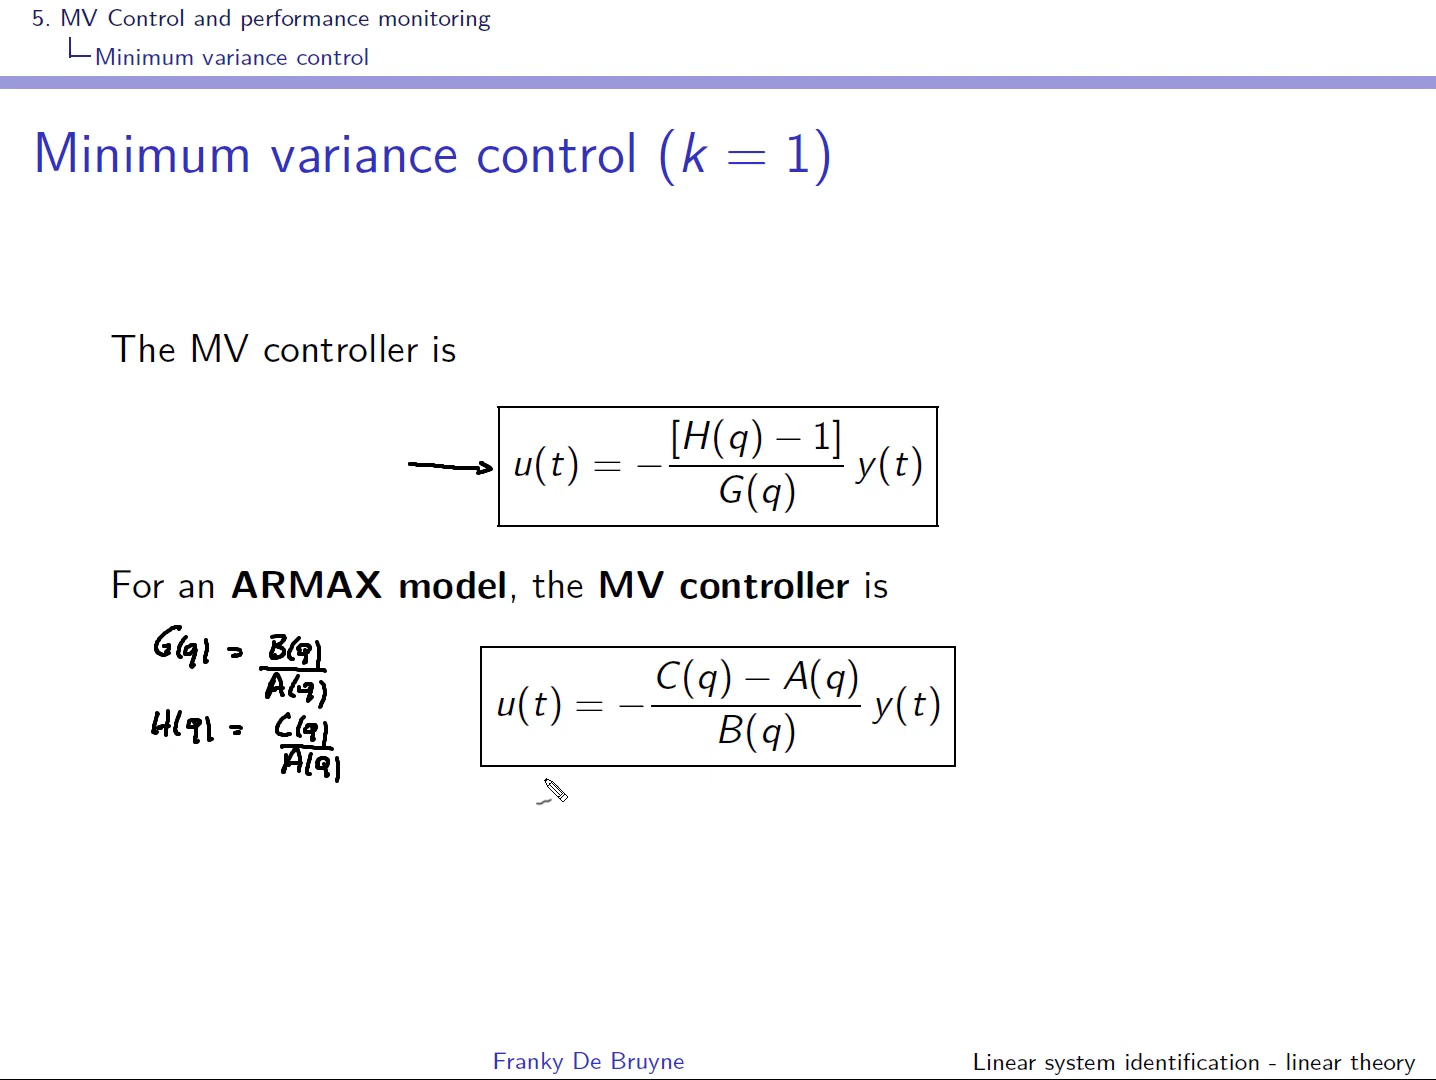 5. MV Control and performance monitoring
Minimum variance control
Minimum variance control (k = 1)
The MV controller is
u(t) = − [H(q) − 1] / G(q) y(t)
For an ARMAX model, the MV controller is
G(q) = B(q) / A(q)
H(q) = C(q) / A(q)
u(t) = − C(q) − A(q) / B(q) y(t)
Franky De Bruyne
Linear system identification - linear theory